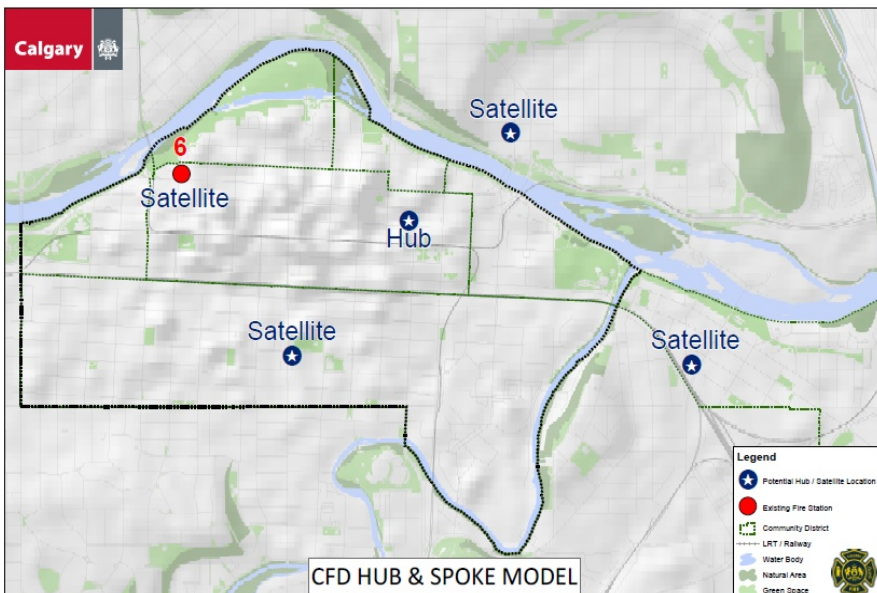 Calgary
Satellite
6
Satellite
Hub
Satellite
Satellite
Legend
Potential Hub / Satellite Location
Existing Fire Station
Community District
LRT / Railway
Water Body
Natural Area
Green Space
CFD HUB & SPOKE MODEL
FIRE